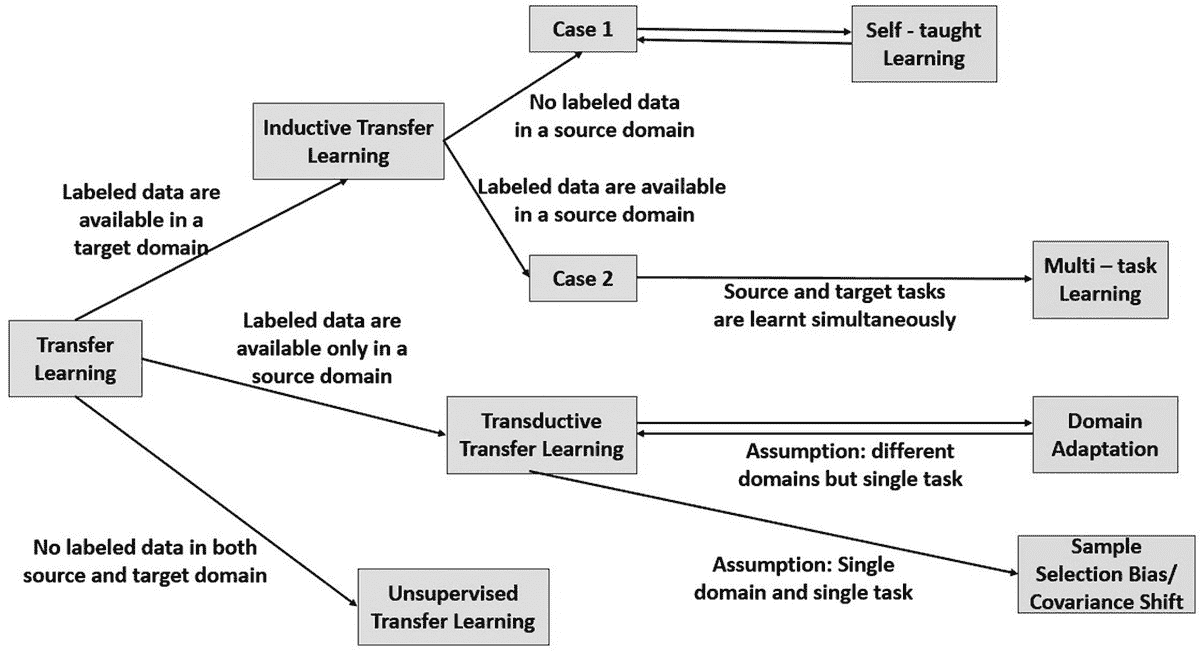 Case 1
Self - taught
Learning
No labeled data
in a source domain
Inductive Transfer
Learning
Labeled data are
available in a
target domain
Labeled data are available
in a source domain
Case 2
Source and target tasks
are learnt simultaneously
Multi – task
Learning
Transfer
Learning
Labeled data are
available only in a
source domain
Transductive
Transfer Learning
Assumption: different
domains but single task
Domain
Adaptation
No labeled data in both
source and target domain
Unsupervised
Transfer Learning
Assumption: Single
domain and single task
Sample
Selection Bias/
Covariance Shift